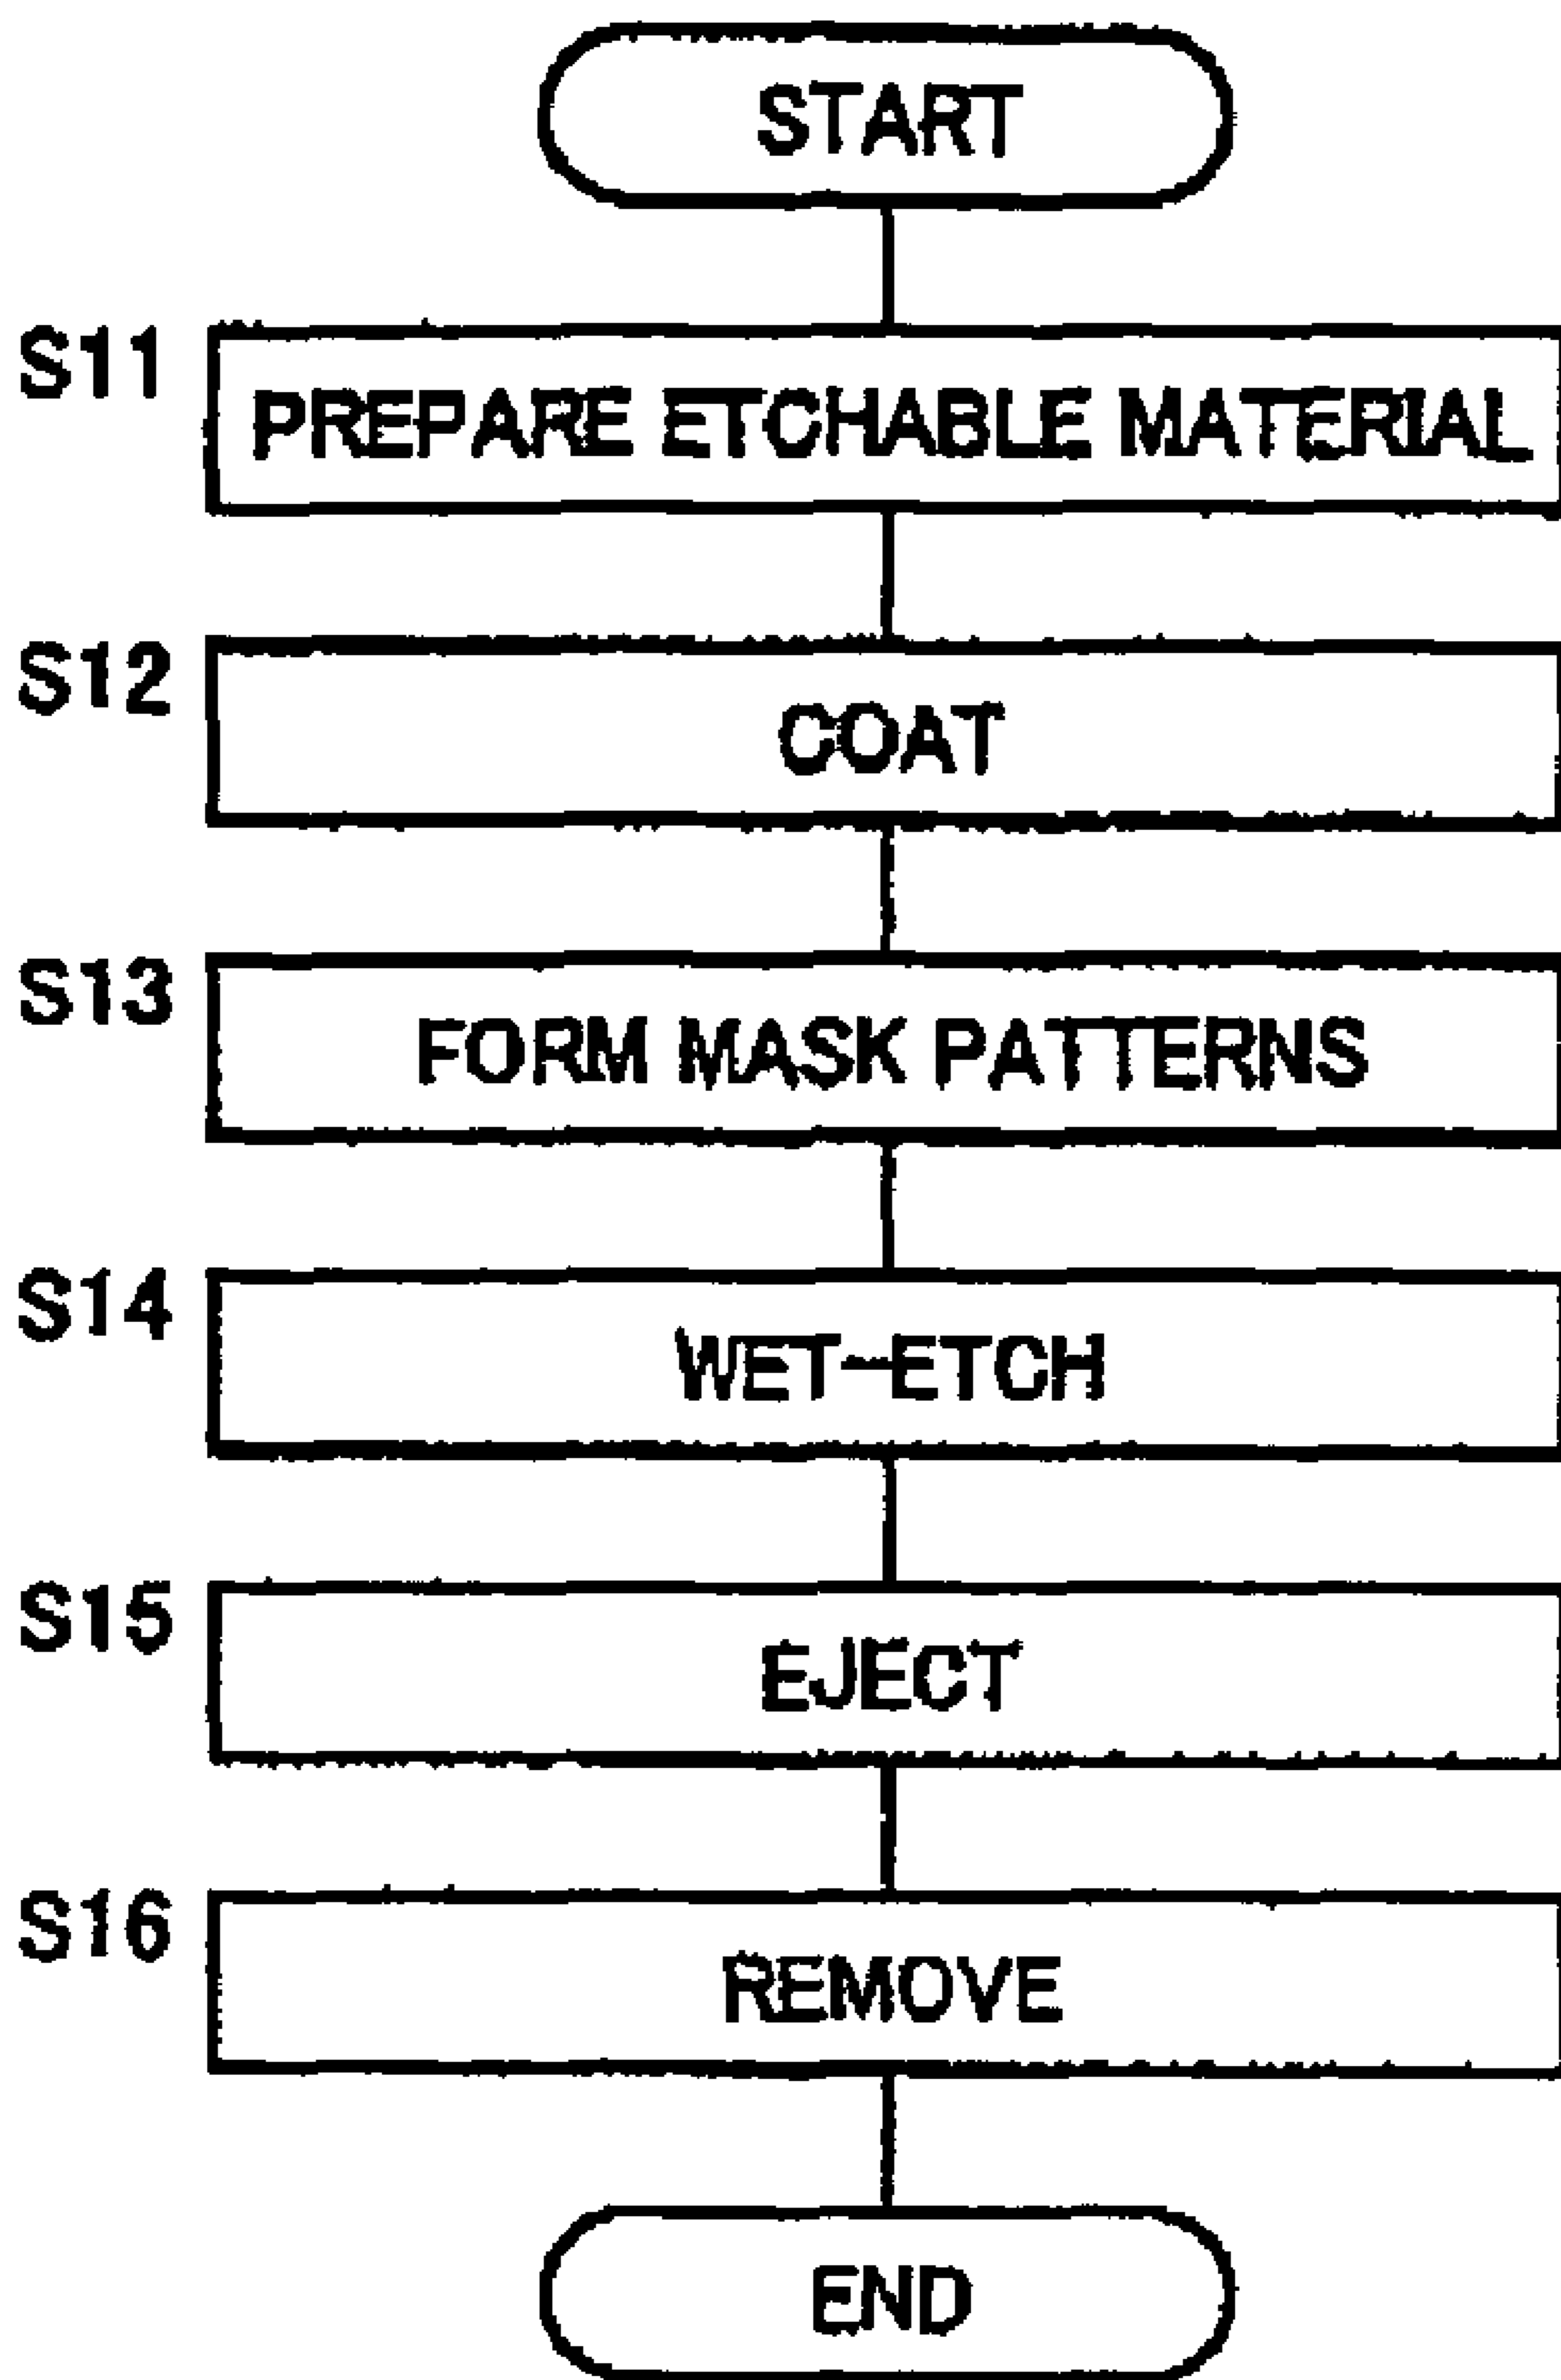 START
S11
PREPARE ETCHABLE MATERIAL
S12
COAT
S13
FORM MASK PATTERNS
S14
WET-ETCH
S15
EJECT
S16
REMOVE
END